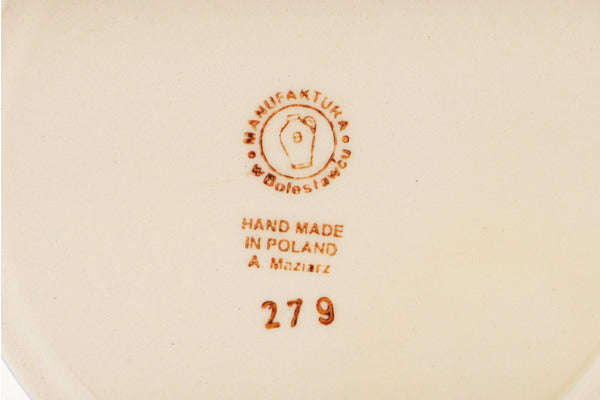 MANUFAKTURA
w Bolesławcu
B
HAND MADE
IN POLAND
A. Maziarz
279